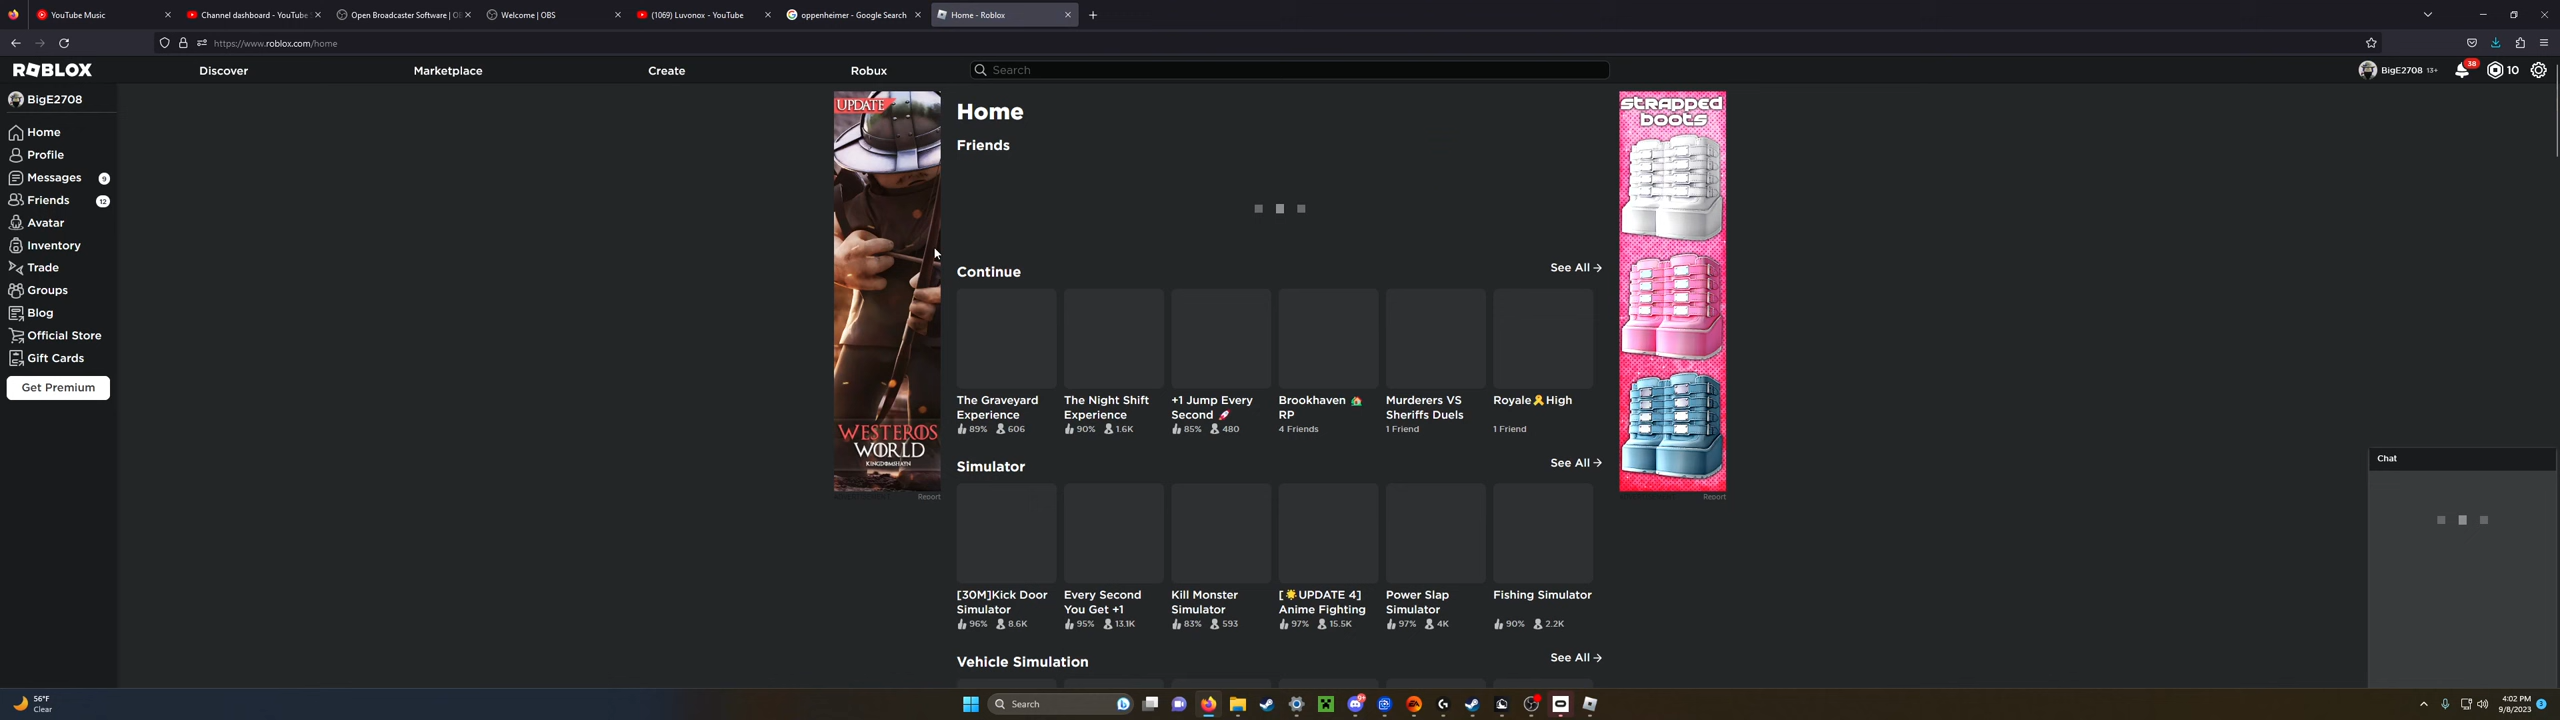 YouTube Music
Channel dashboard - YouTube S
Open Broadcaster Software | OB
Welcome | OBS
(1069) Luvonox - YouTube
oppenheimer - Google Search
Home - Roblox
https://www.roblox.com/home
ROBLOX
Discover
Marketplace
Create
Robux
Search
BigE2708 13+
38
10
BigE2708
Home
Profile
Messages 9
Friends 12
Avatar
Inventory
Trade
Groups
Blog
Official Store
Gift Cards
Get Premium
UPDATE
WESTEROS
WORLD
Report
Home
Friends
Continue
See All →
The Graveyard
Experience
89% 606
The Night Shift
Experience
90% 1.6K
+1 Jump Every
Second 🚀
85% 480
Brookhaven 🏡
RP
4 Friends
Murderers VS
Sheriffs Duels
1 Friend
Royale🎗️High
1 Friend
Simulator
See All →
[30M]Kick Door
Simulator
96% 8.6K
Every Second
You Get +1
95% 13.1K
Kill Monster
Simulator
83% 593
[🌟UPDATE 4]
Anime Fighting
97% 15.5K
Power Slap
Simulator
97% 4K
Fishing Simulator
90% 2.2K
Vehicle Simulation
See All →
STRAPPED
BOOTS
Report
Chat
56°F
Clear
Search
9+
4:02 PM
9/8/2023
3